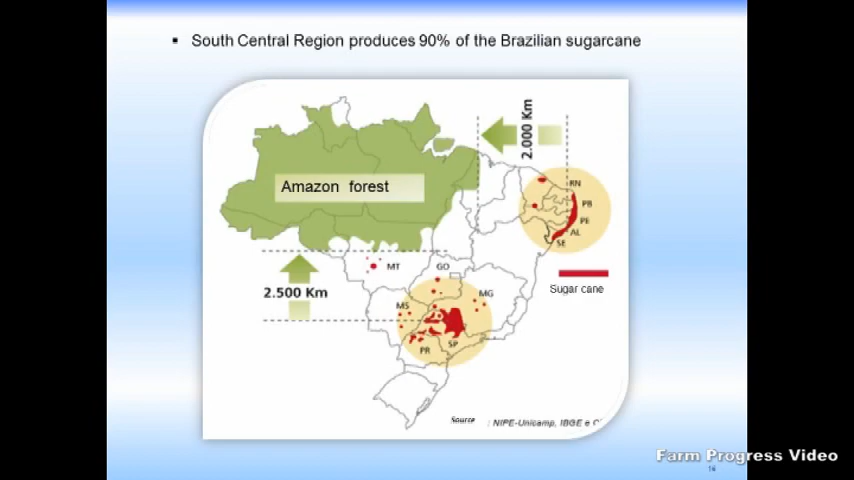 ▪ South Central Region produces 90% of the Brazilian sugarcane
2.000 Km
Amazon forest
RN
PB
PE
AL
SE
MT
GO
Sugar cane
2.500 Km
MS
MG
PR
SP
Source : NIPE-Unicamp, IBGE e C
Farm Progress Video